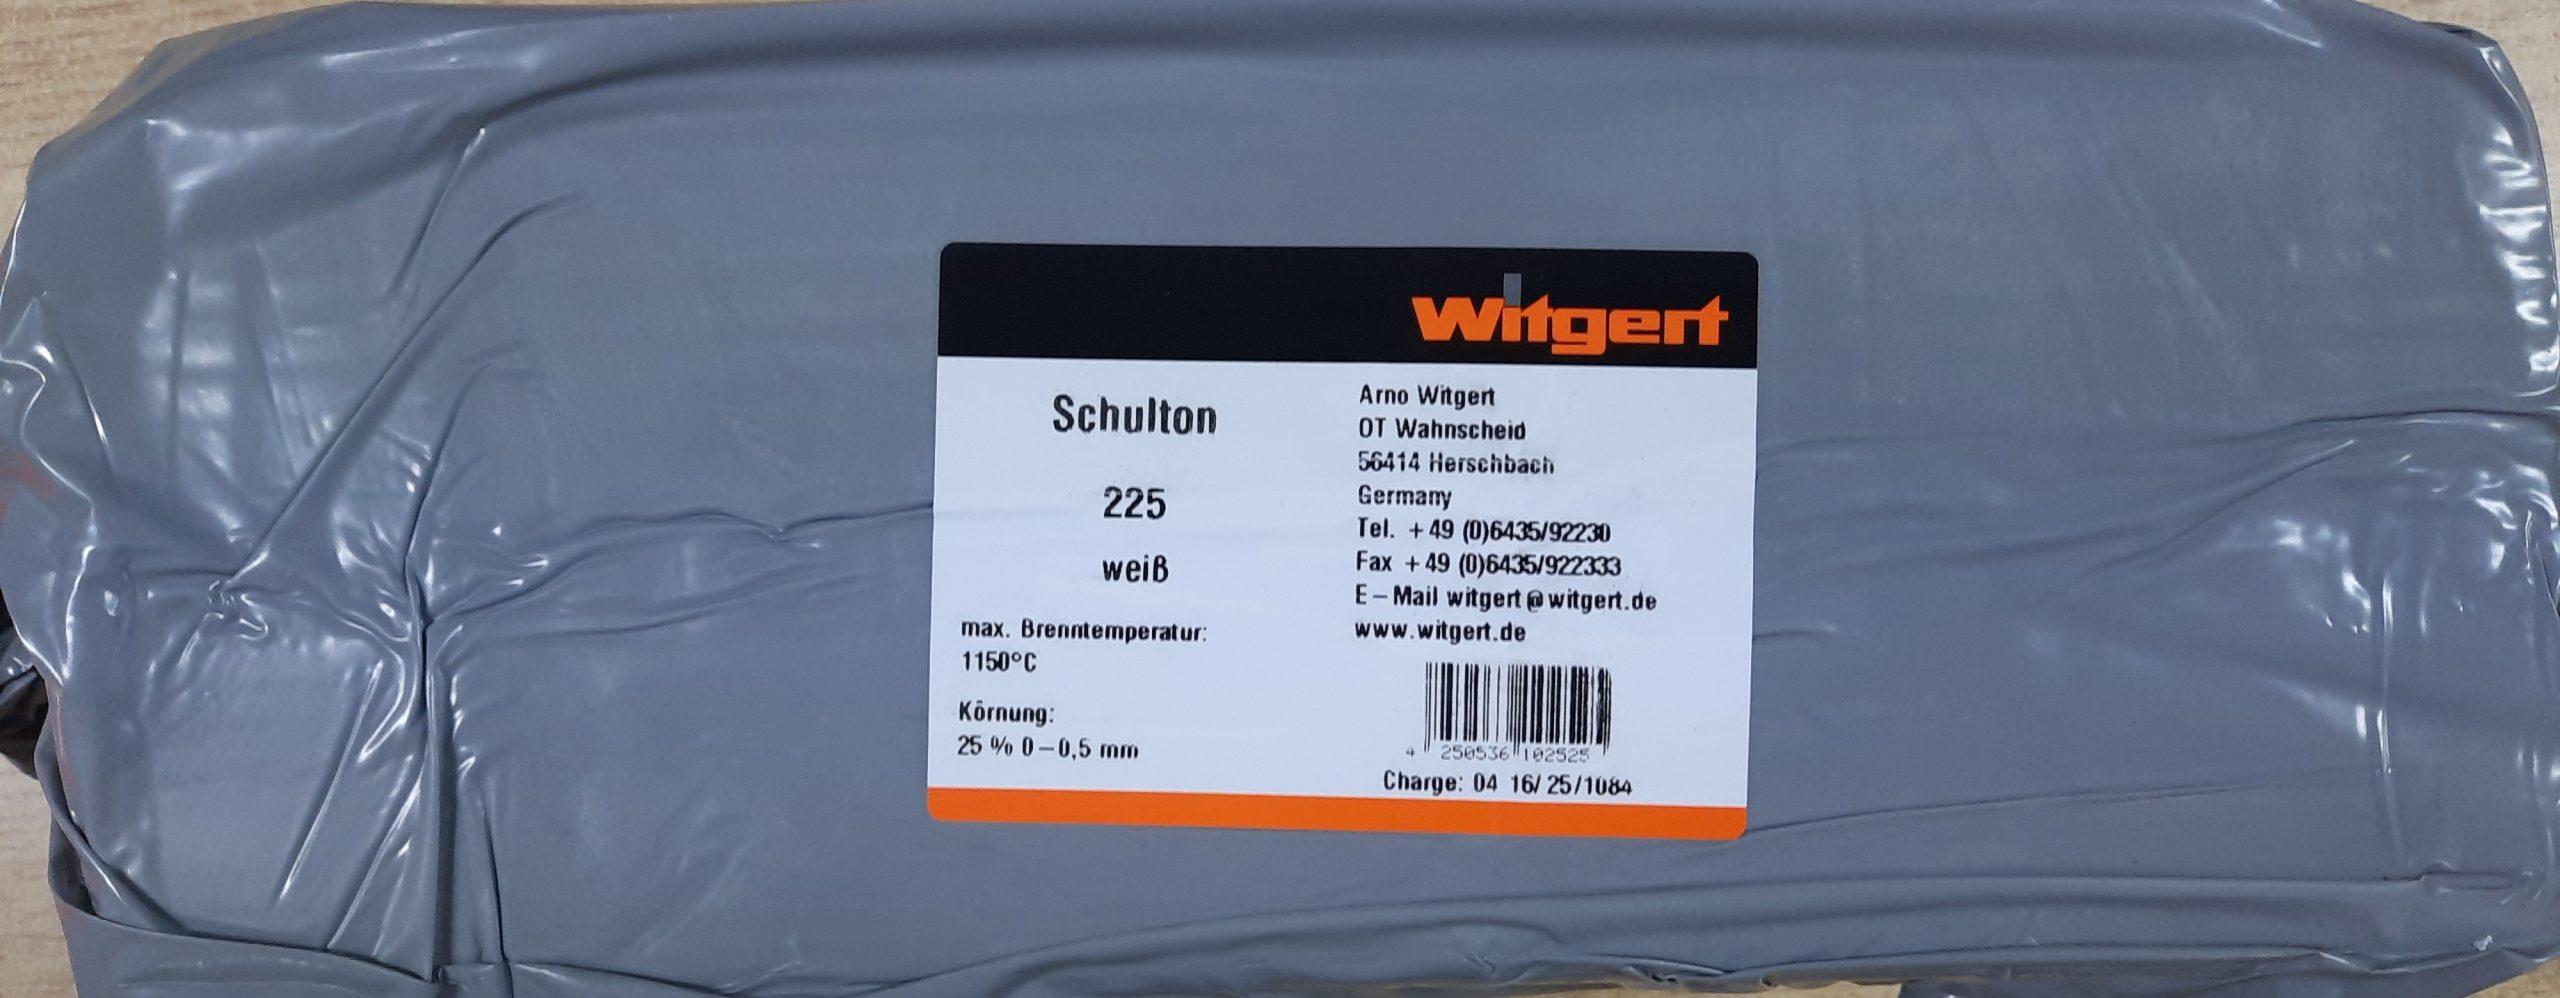 Witgert
Schulton
225
weiß
max. Brenntemperatur:
1150°C
Körnung:
25 % 0-0,5 mm
Arno Witgert
OT Wahnscheid
56414 Herschbach
Germany
Tel. +49 (0)6435/92230
Fax +49 (0)6435/922333
E-Mail witgert@witgert.de
www.witgert.de
4 250536 102525
Charge: 04 16/25/1084